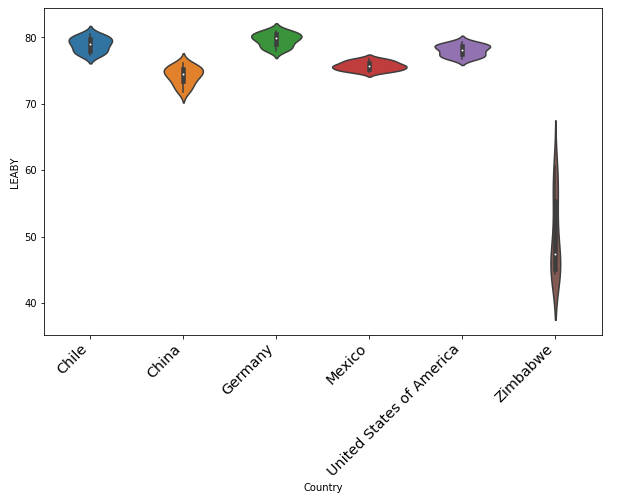 80
70
60
50
40
LEABY
Chile
China
Germany
Mexico
United States of America
Zimbabwe
Country